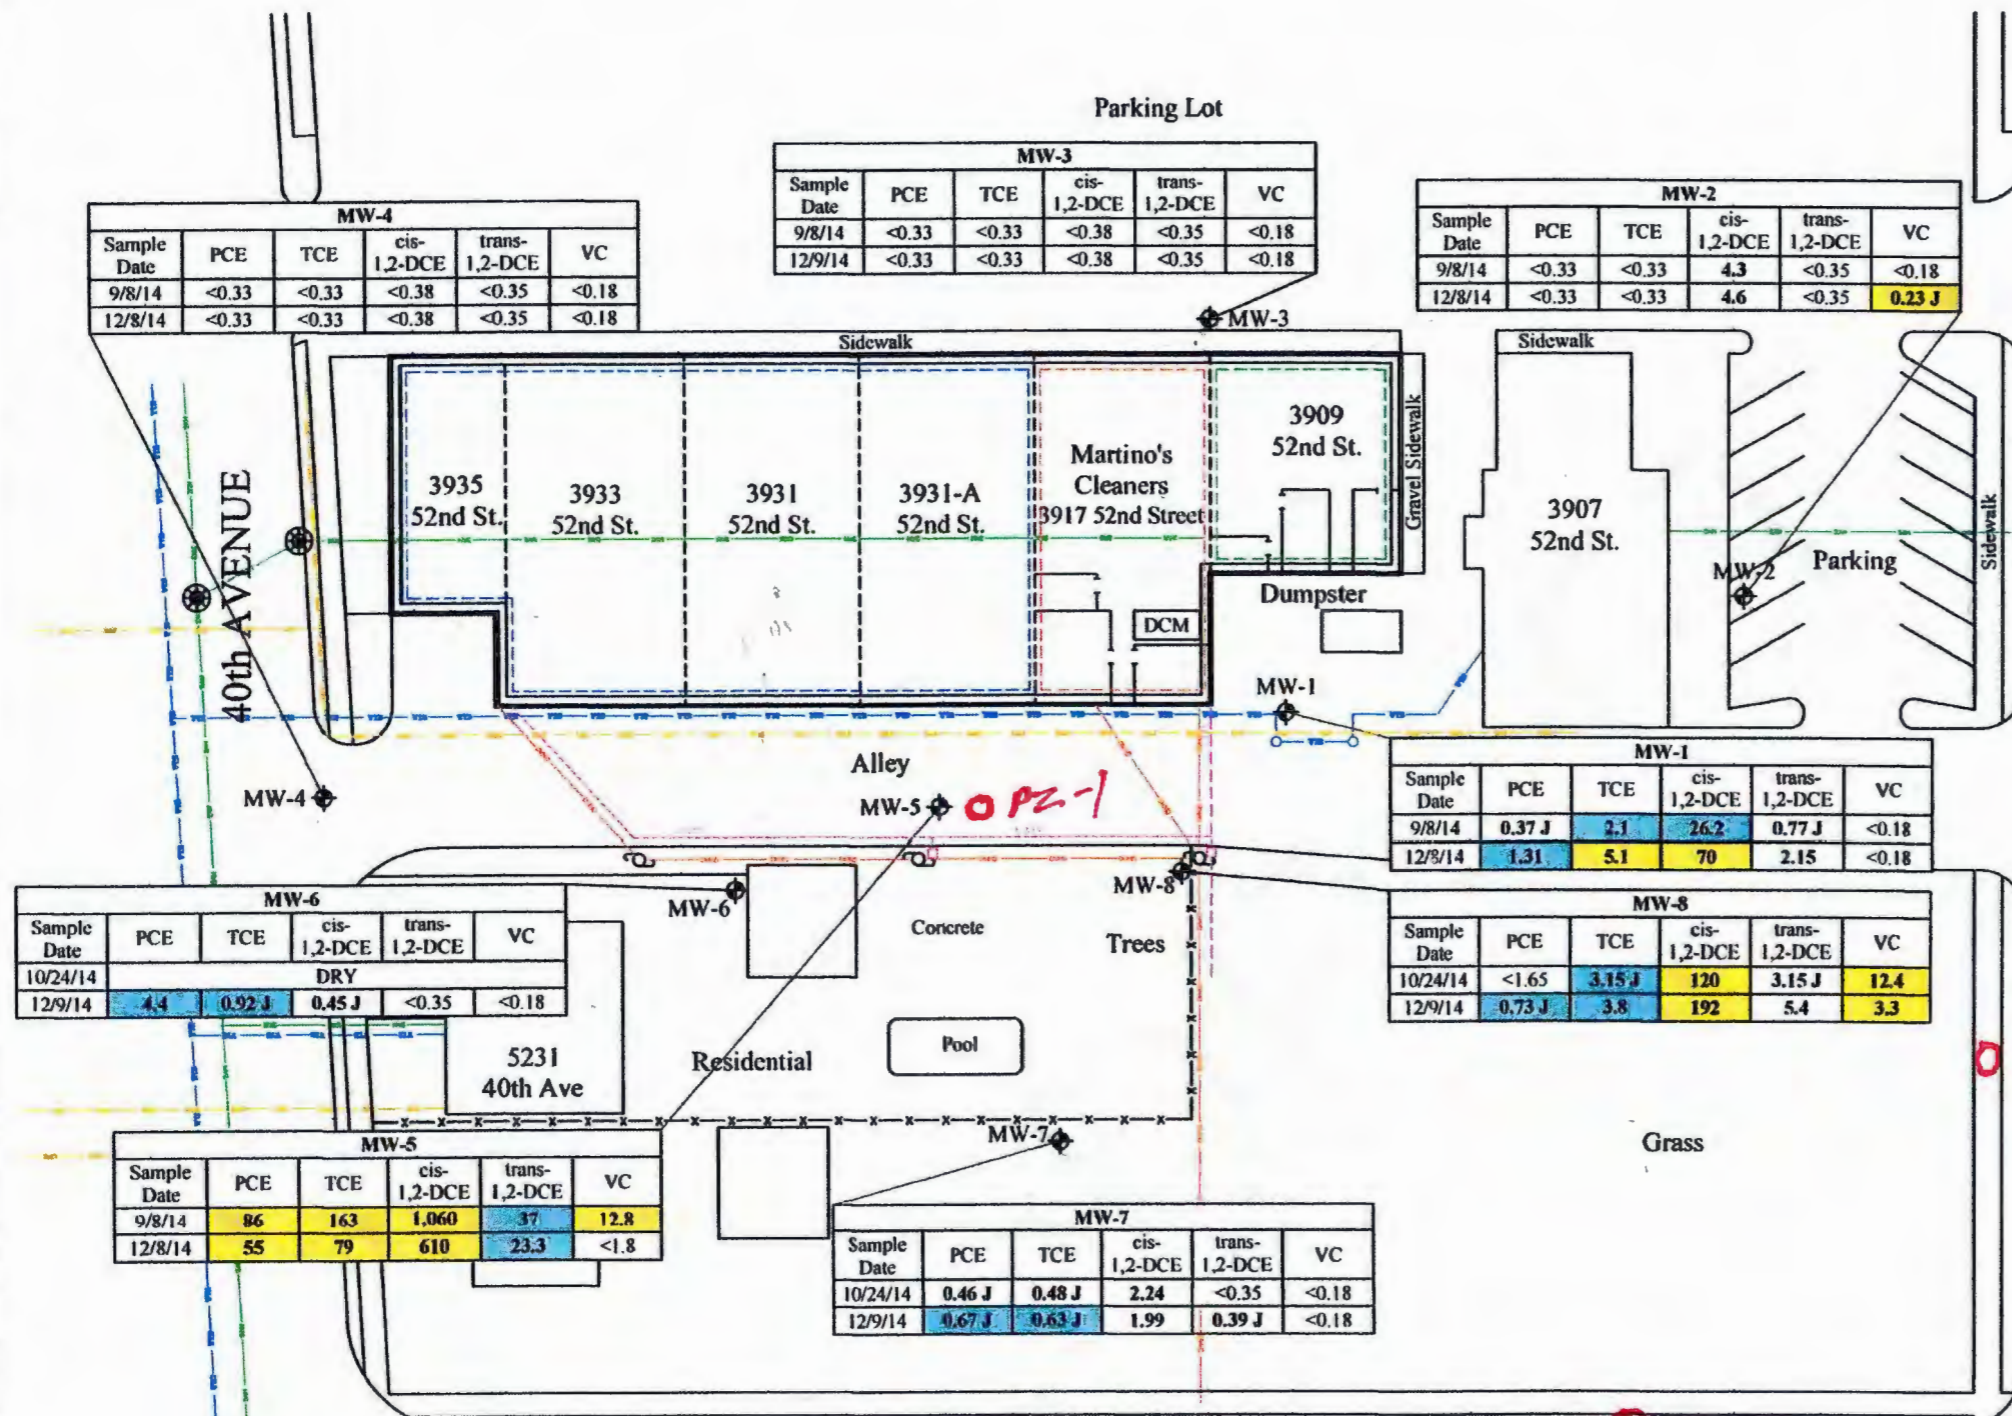 Parking Lot
MW-3
Sample Date PCE TCE cis-1,2-DCE trans-1,2-DCE VC
9/8/14 <0.33 <0.33 <0.38 <0.35 <0.18
12/9/14 <0.33 <0.33 <0.38 <0.35 <0.18
MW-2
Sample Date PCE TCE cis-1,2-DCE trans-1,2-DCE VC
9/8/14 <0.33 <0.33 4.3 <0.35 <0.18
12/8/14 <0.33 <0.33 4.6 <0.35 0.23 J
MW-4
Sample Date PCE TCE cis-1,2-DCE trans-1,2-DCE VC
9/8/14 <0.33 <0.33 <0.38 <0.35 <0.18
12/8/14 <0.33 <0.33 <0.38 <0.35 <0.18
MW-3
Sidewalk
Sidewalk
40th AVENUE
3935
52nd St.
3933
52nd St.
3931
52nd St.
3931-A
52nd St.
Martino's
Cleaners
3917 52nd Street
3909
52nd St.
Gravel Sidewalk
3907
52nd St.
MW-2
Parking
Sidewalk
Dumpster
DCM
MW-1
Alley
MW-4
MW-5
PZ-1
MW-1
Sample Date PCE TCE cis-1,2-DCE trans-1,2-DCE VC
9/8/14 0.37 J 2.1 26.2 0.77 J <0.18
12/8/14 1.31 5.1 70 2.15 <0.18
MW-8
MW-6
Concrete
Trees
MW-8
Sample Date PCE TCE cis-1,2-DCE trans-1,2-DCE VC
10/24/14 <1.65 3.15 J 120 3.15 J 12.4
12/9/14 0.73 J 3.8 192 5.4 3.3
MW-6
Sample Date PCE TCE cis-1,2-DCE trans-1,2-DCE VC
10/24/14 DRY
12/9/14 4.4 0.92 J 0.45 J <0.35 <0.18
5231
40th Ave
Residential
Pool
MW-7
Grass
MW-5
Sample Date PCE TCE cis-1,2-DCE trans-1,2-DCE VC
9/8/14 86 163 1,060 37 12.8
12/8/14 55 79 610 23.3 <1.8
MW-7
Sample Date PCE TCE cis-1,2-DCE trans-1,2-DCE VC
10/24/14 0.46 J 0.48 J 2.24 <0.35 <0.18
12/9/14 0.67 J 0.63 J 1.99 0.39 J <0.18